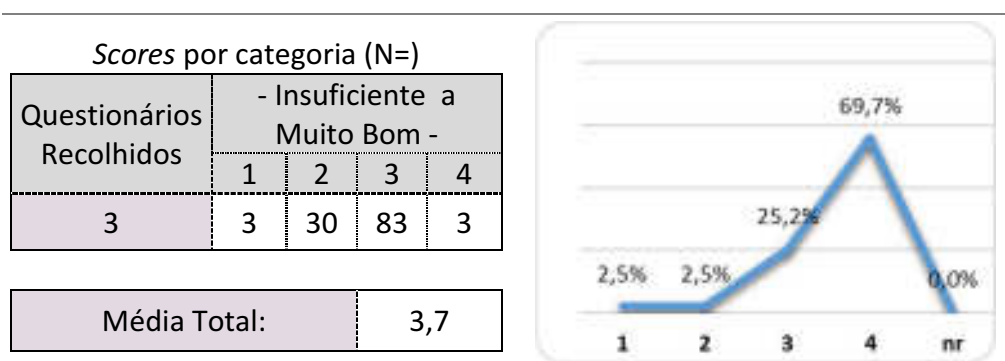 Scores por categoria (N=)
Questionários
Recolhidos
- Insuficiente a
Muito Bom -
1 2 3 4
3 3 30 83 3
Média Total: 3,7
69,7%
25,2%
2,5% 2,5% 0,0%
1 2 3 4 nr